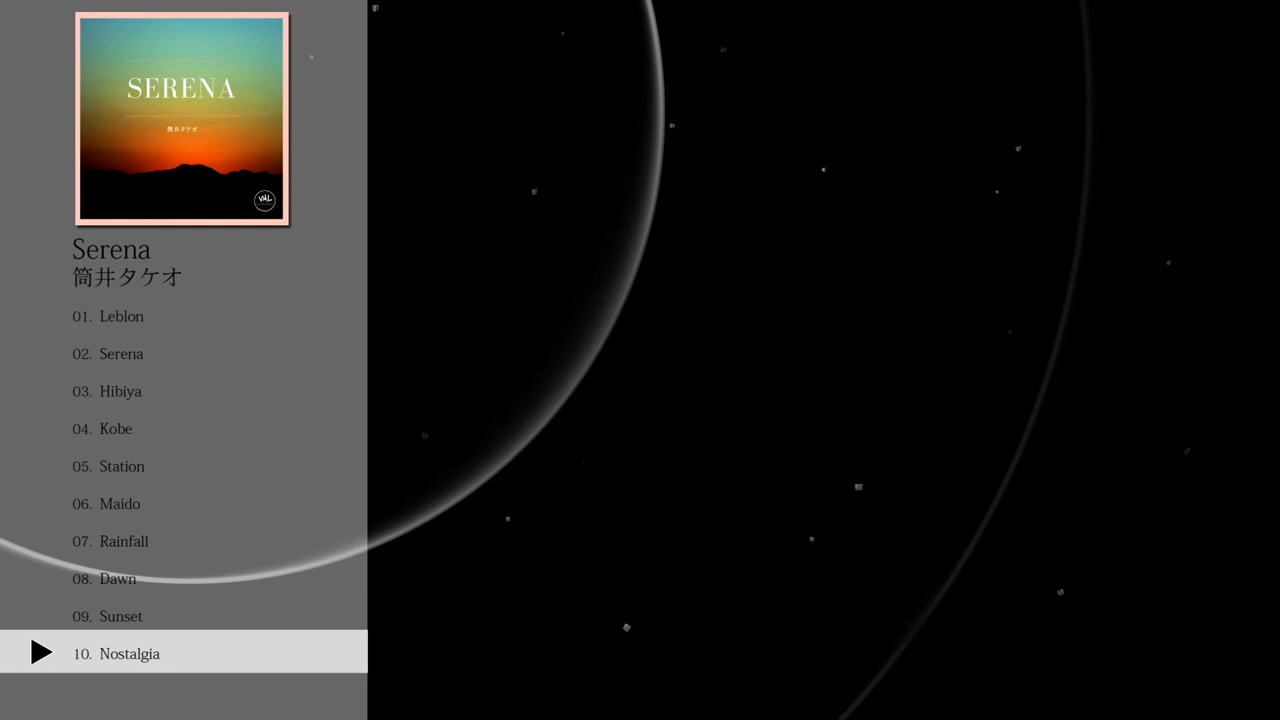 SERENA
筒井タケオ
VAL
Serena
筒井タケオ
01. Leblon
02. Serena
03. Hibiya
04. Kobe
05. Station
06. Maido
07. Rainfall
08. Dawn
09. Sunset
10. Nostalgia